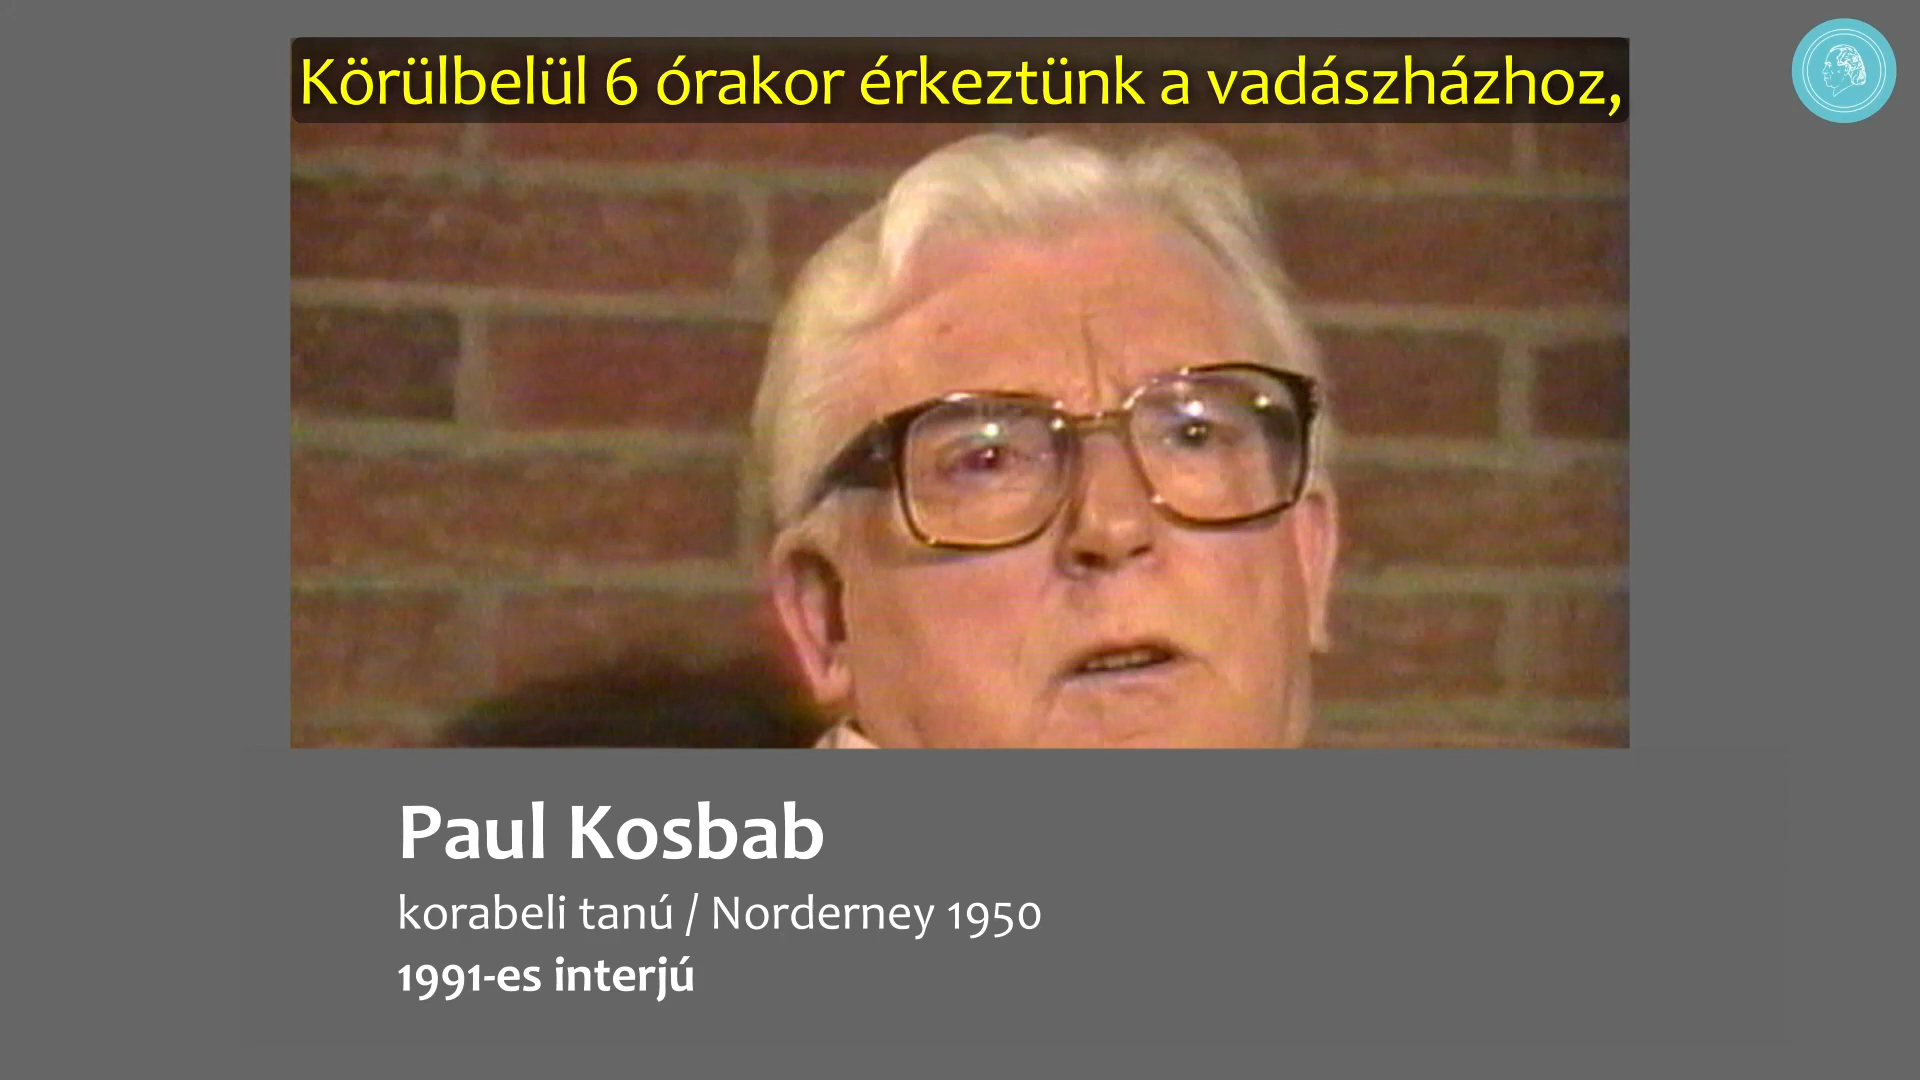 Körülbelül 6 órakor érkeztünk a vadászházhoz,
Paul Kosbab
korabeli tanú / Norderney 1950
1991-es interjú